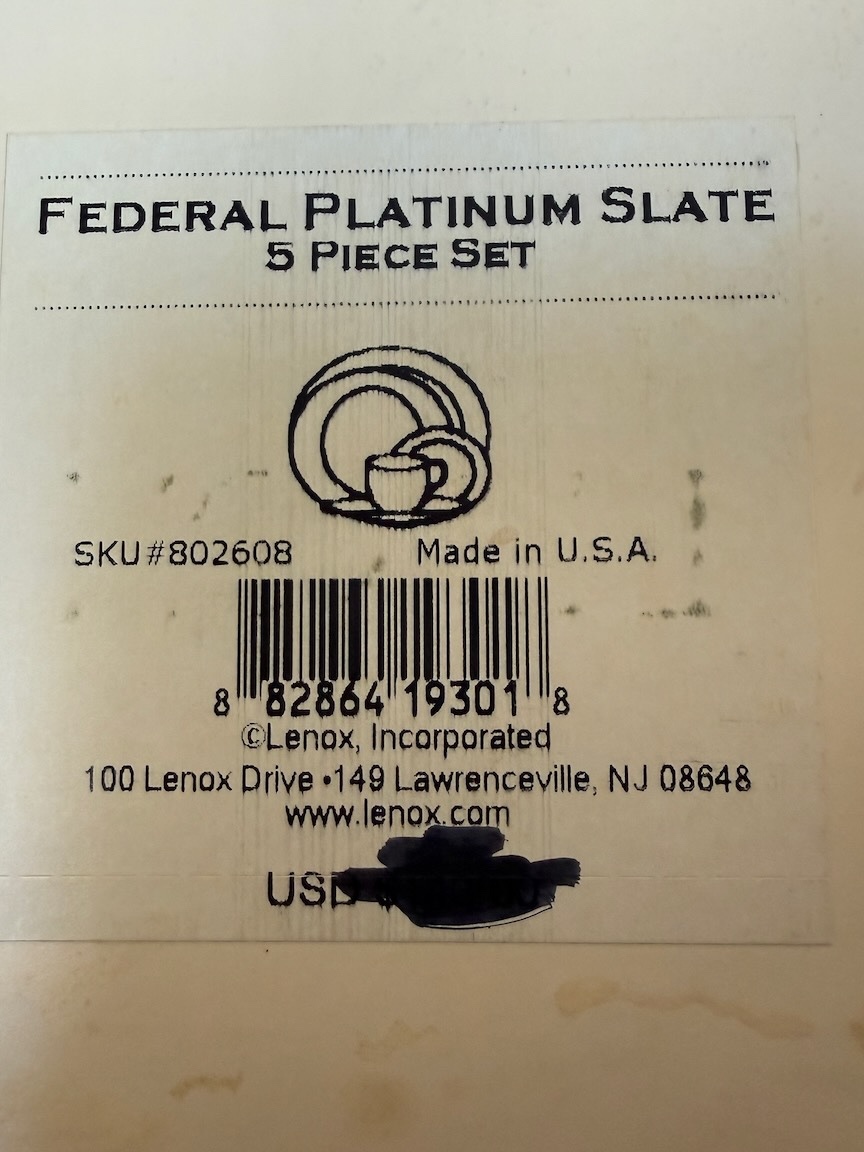 FEDERAL PLATINUM SLATE
5 PIECE SET
SKU#802608 Made in U.S.A.
8 82864 19301 8
©Lenox, Incorporated
100 Lenox Drive •149 Lawrenceville, NJ 08648
www.lenox.com
USD